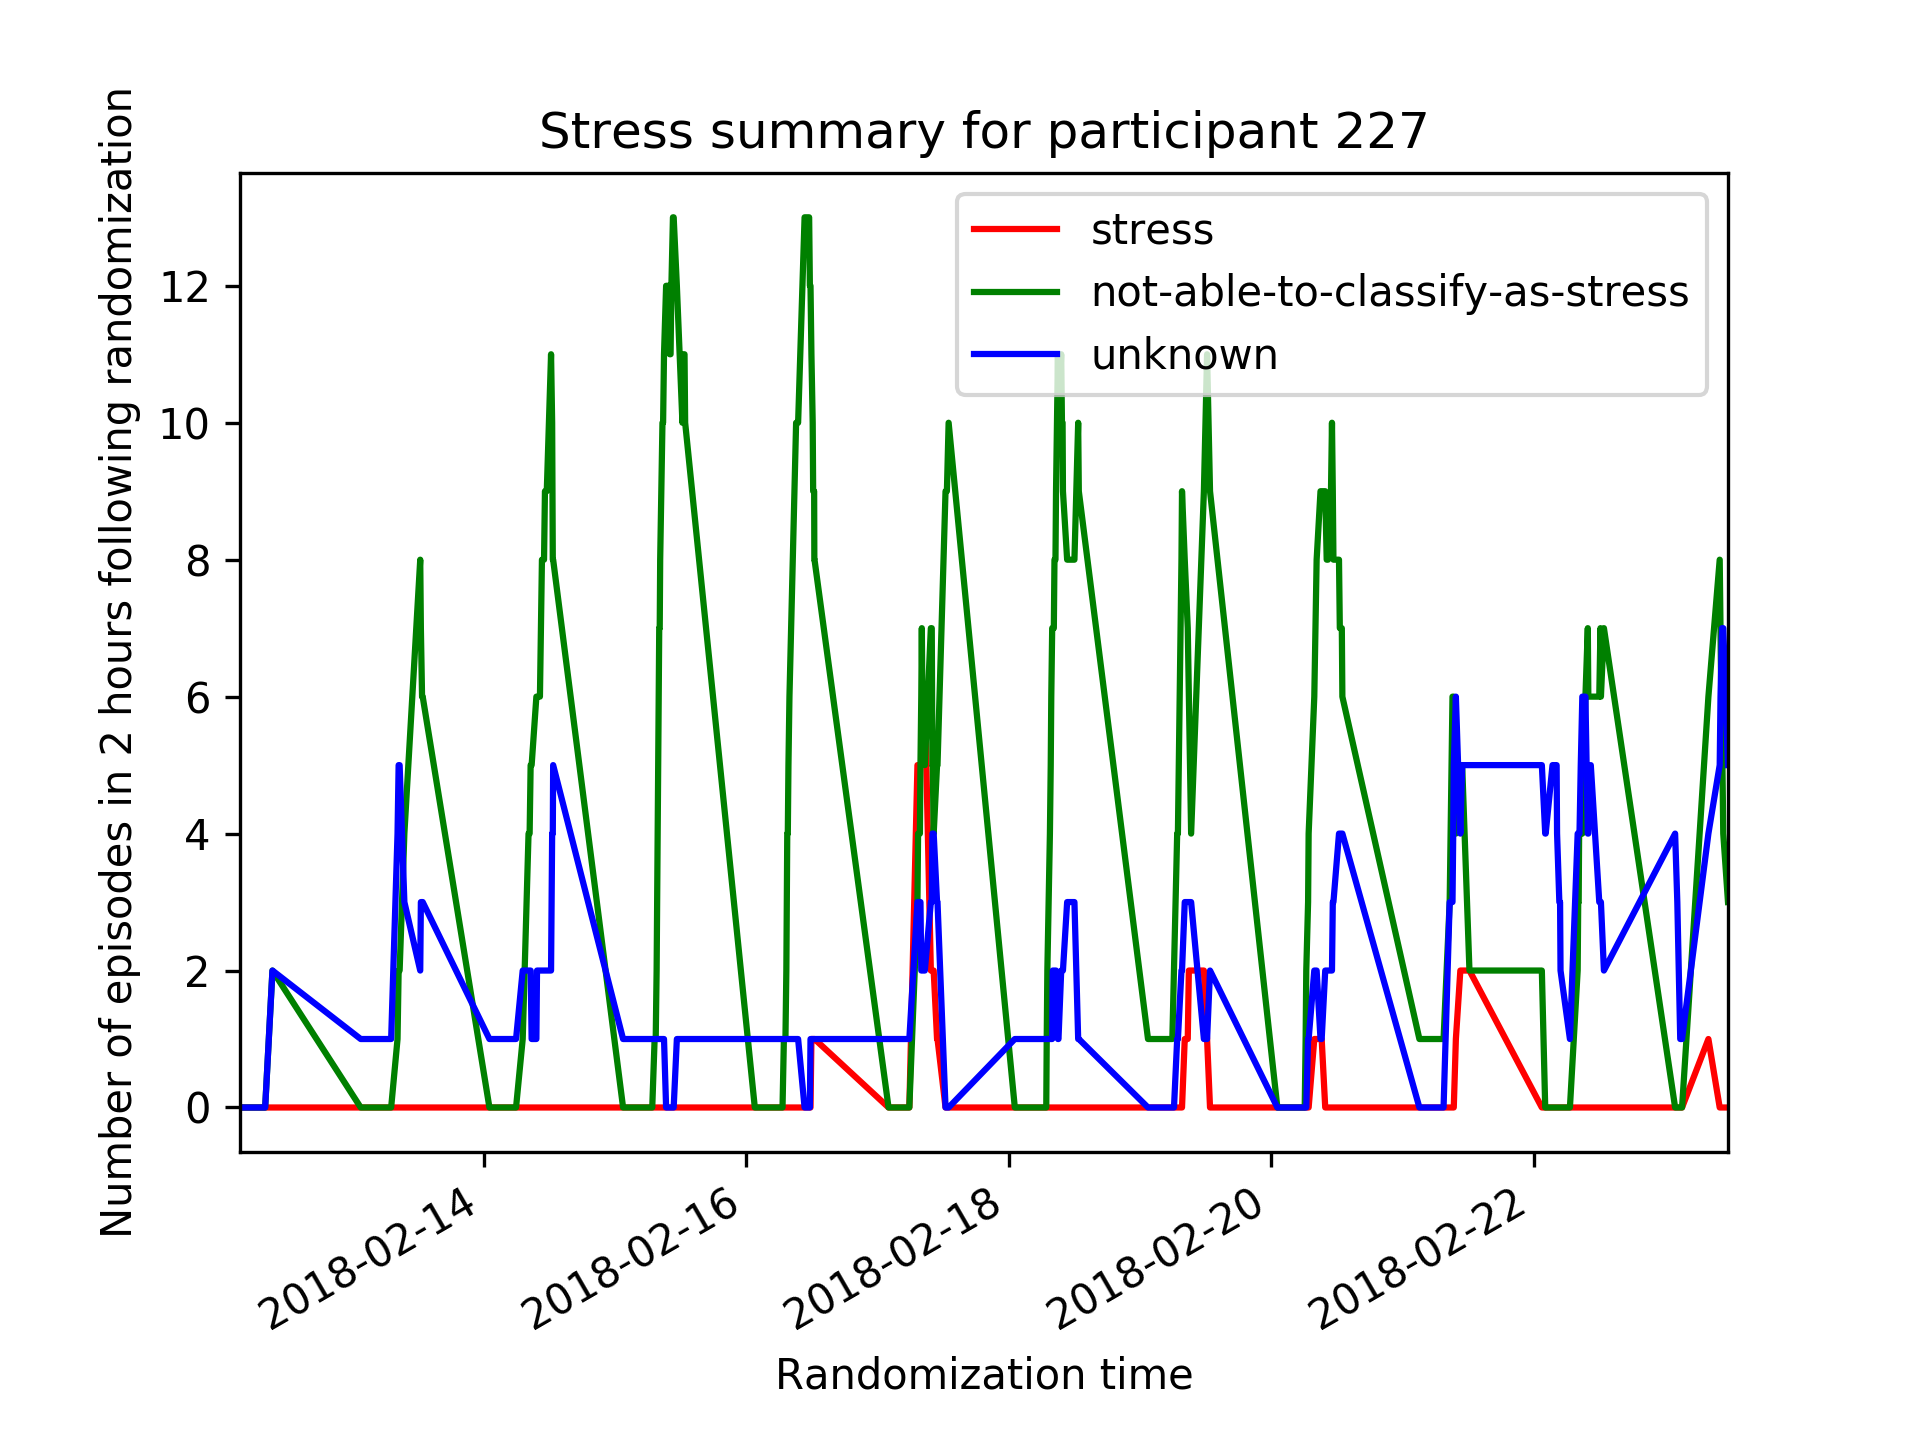 Stress summary for participant 227
Number of episodes in 2 hours following randomization
stress
not-able-to-classify-as-stress
unknown
12
10
8
6
4
2
0
2018-02-14
2018-02-16
2018-02-18
2018-02-20
2018-02-22
Randomization time